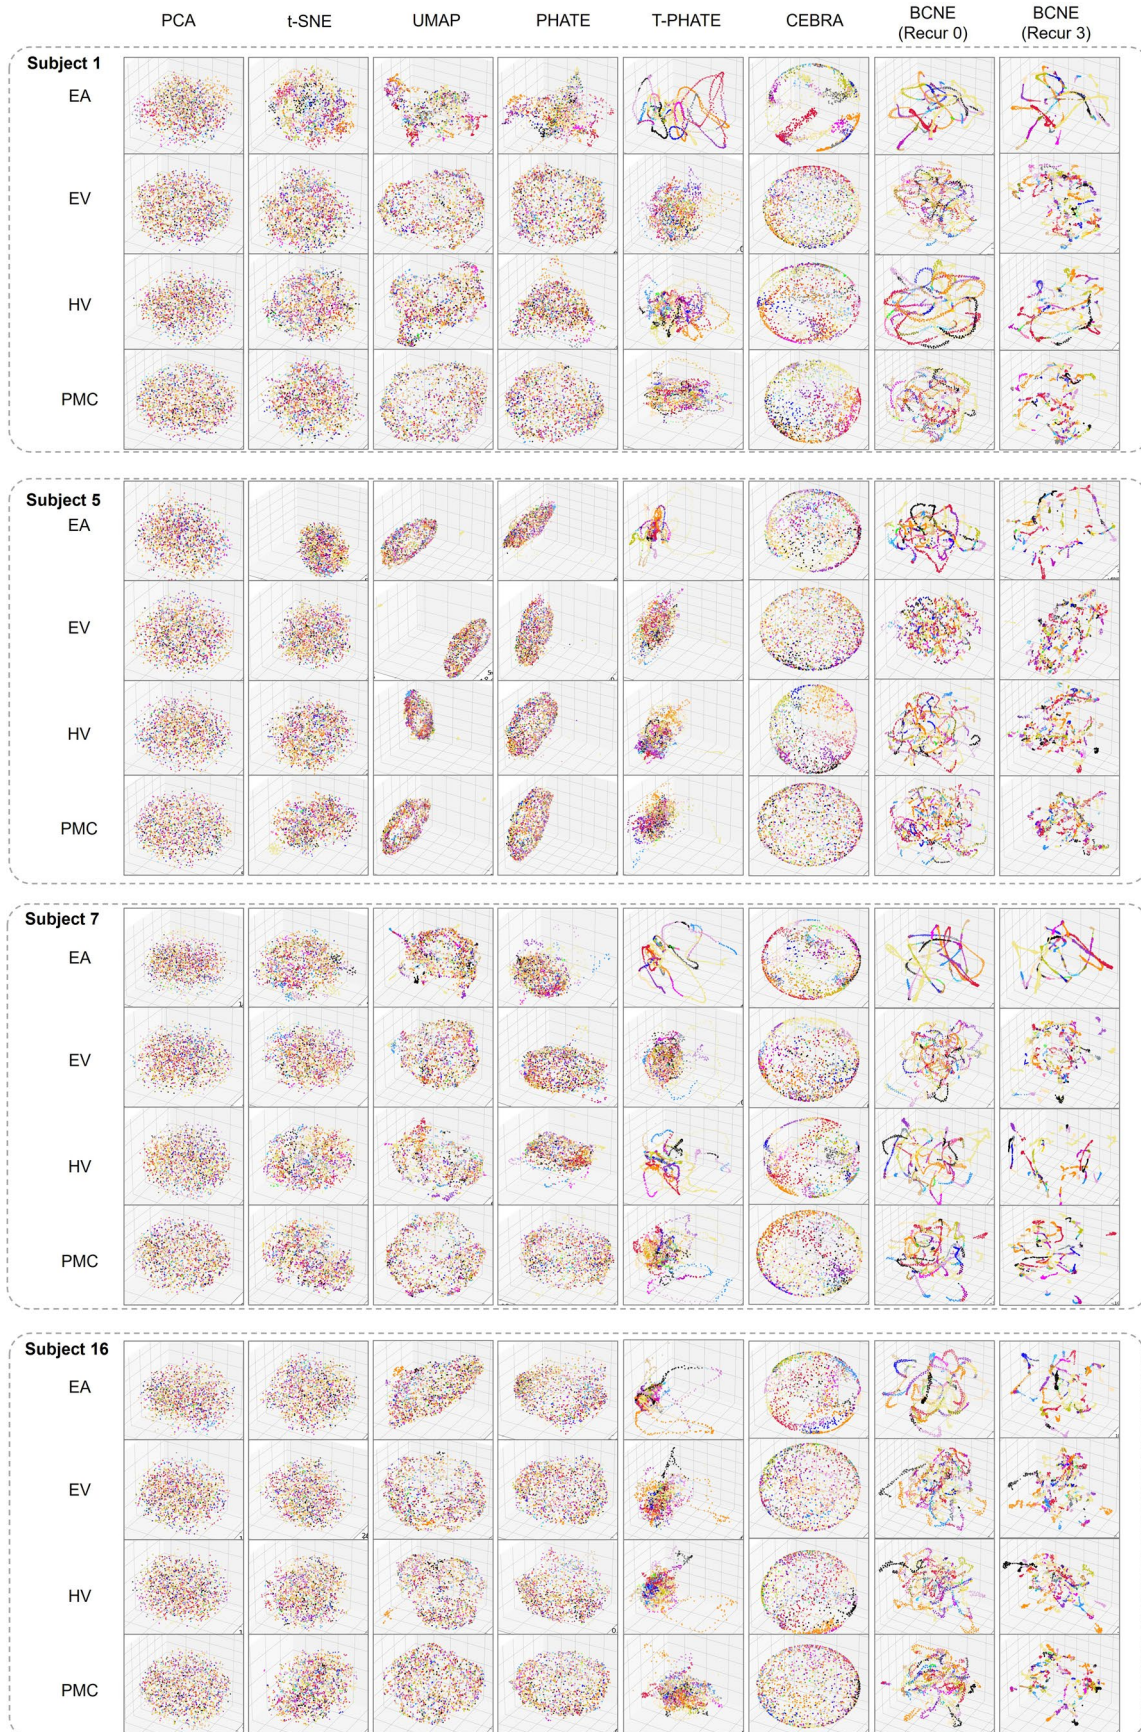 PCA t-SNE UMAP PHATE T-PHATE CEBRA BCNE (Recur 0) BCNE (Recur 3)
Subject 1
EA
EV
HV
PMC
Subject 5
EA
EV
HV
PMC
Subject 7
EA
EV
HV
PMC
Subject 16
EA
EV
HV
PMC